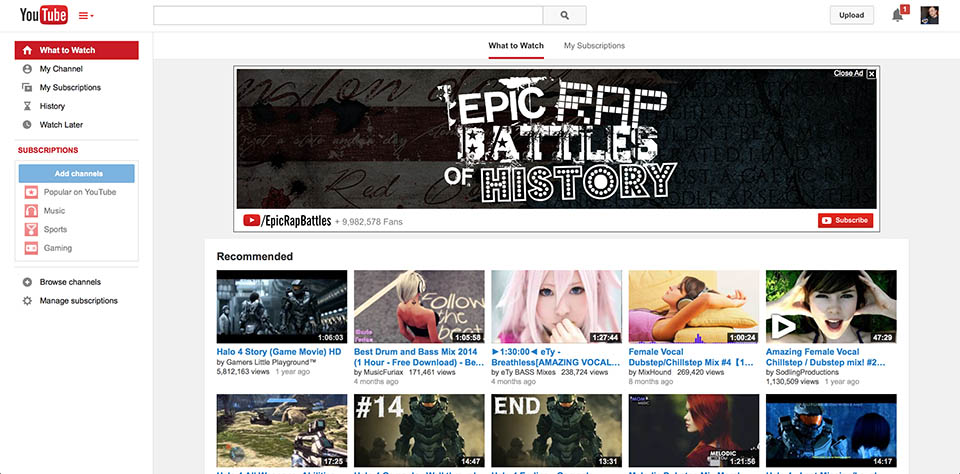 YouTube
Upload
1
What to Watch
My Channel
My Subscriptions
History
Watch Later
SUBSCRIPTIONS
Add channels
Popular on YouTube
Music
Sports
Gaming
Browse channels
Manage subscriptions
What to Watch
My Subscriptions
Close Ad
EPIC RAP
BATTLES
OF HISTORY
/EpicRapBattles + 9,982,578 Fans
Subscribe
Recommended
1:06:03
Follow
the
beat
1:05:58
1:27:44
1:00:24
47:29
Halo 4 Story (Game Movie) HD
by Gamers Little Playground™
5,812,163 views 1 year ago
Best Drum and Bass Mix 2014
(1 Hour - Free Download) - Be...
by MusicFuriax 171,461 views
4 months ago
►1:30:00◄ eTy -
Breathless[AMAZING VOCAL...
by eTy BASS Mixes 238,724 views
4 months ago
Female Vocal
Dubstep/Chillstep Mix #4【1...
by MixHound 269,420 views
8 months ago
Amazing Female Vocal
Chillstep / Dubstep mix! #2...
by SodlingProductions
1,130,509 views 1 year ago
17:25
#14
14:47
END
13:31
MUSIC
1:21:56
14:17